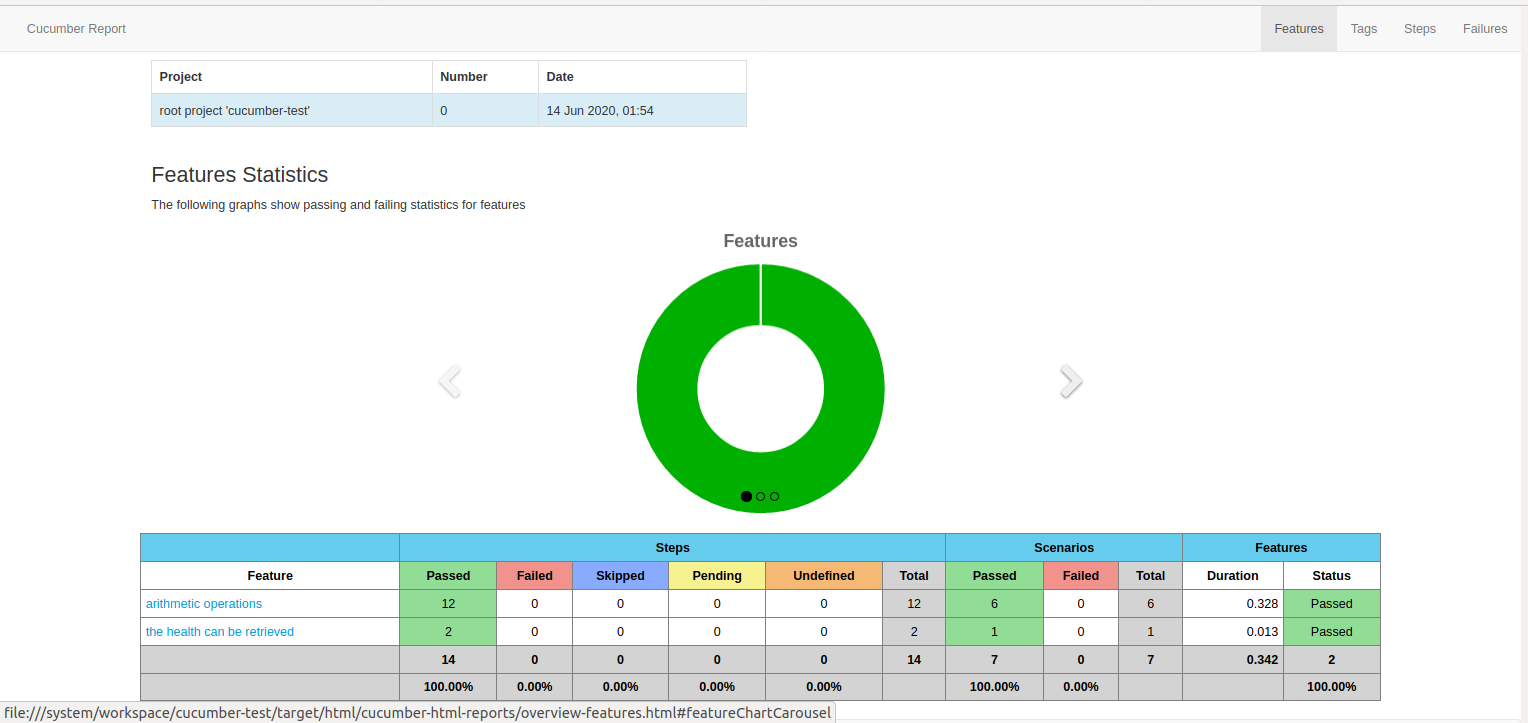 Cucumber Report Features Tags Steps Failures
Project Number Date
root project 'cucumber-test' 0 14 Jun 2020, 01:54
Features Statistics
The following graphs show passing and failing statistics for features
Features
Steps Scenarios Features
Feature Passed Failed Skipped Pending Undefined Total Passed Failed Total Duration Status
arithmetic operations 12 0 0 0 0 12 6 0 6 0.328 Passed
the health can be retrieved 2 0 0 0 0 2 1 0 1 0.013 Passed
14 0 0 0 0 14 7 0 7 0.342 2
100.00% 0.00% 0.00% 0.00% 0.00% 100.00% 0.00% 100.00%
file:///system/workspace/cucumber-test/target/html/cucumber-html-reports/overview-features.html#featureChartCarousel